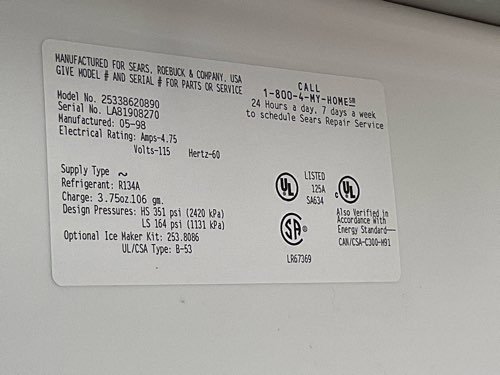 MANUFACTURED FOR SEARS, ROEBUCK & COMPANY. USA
GIVE MODEL # AND SERIAL # FOR PARTS OR SERVICE
Model No. 25338620890
Serial No. LA81908270
Manufactured: 05-98
Electrical Rating: Amps-4.75
Volts-115 Hertz-60
CALL
1-800-4-MY-HOME℠
24 Hours a day, 7 days a week
to schedule Sears Repair Service
Supply Type ~
Refrigerant: R134A
Charge: 3.75oz.106 gm.
Design Pressures: HS 351 psi (2420 kPa)
LS 164 psi (1131 kPa)
Optional Ice Maker Kit: 253.8086
UL/CSA Type: B-53
UL
LISTED
125A
SA634
c UL
SA ®
LR67369
Also Verified in
Accordance With
Energy Standard
CAN/CSA-C300-M91